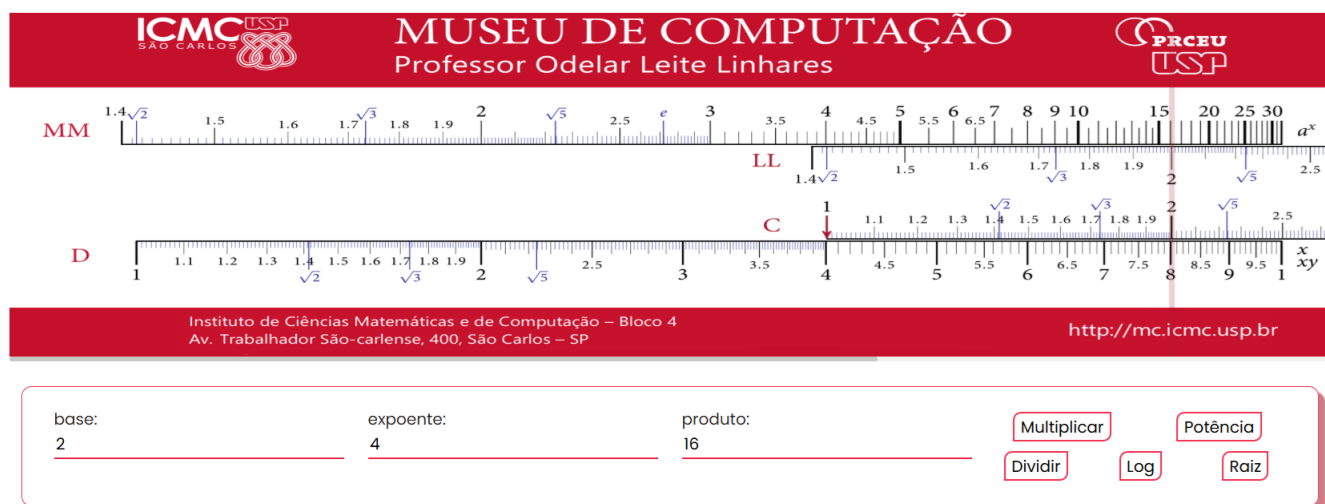 ICMC USP
SÃO CARLOS
MUSEU DE COMPUTAÇÃO
Professor Odelar Leite Linhares
PRCEU
USP
MM
1.4 √2 1.5 1.6 1.7 √3 1.8 1.9 2 √5 2.5 e 3 3.5 4 4.5 5 5.5 6 6.5 7 8 9 10 15 20 25 30 aˣ
LL
1.4 √2 1.5 1.6 1.7 √3 1.8 1.9 2 √5 2.5
C
1 1.1 1.2 1.3 1.4 √2 1.5 1.6 1.7 √3 1.8 1.9 2 √5 2.5 x
D
1 1.1 1.2 1.3 1.4 √2 1.5 1.6 1.7 √3 1.8 1.9 2 √5 2.5 3 3.5 4 4.5 5 5.5 6 6.5 7 7.5 8 8.5 9 9.5 1 xy
Instituto de Ciências Matemáticas e de Computação – Bloco 4
Av. Trabalhador São-carlense, 400, São Carlos – SP
http://mc.icmc.usp.br
base: expoente: produto:
2 4 16
Multiplicar Potência
Dividir Log Raiz